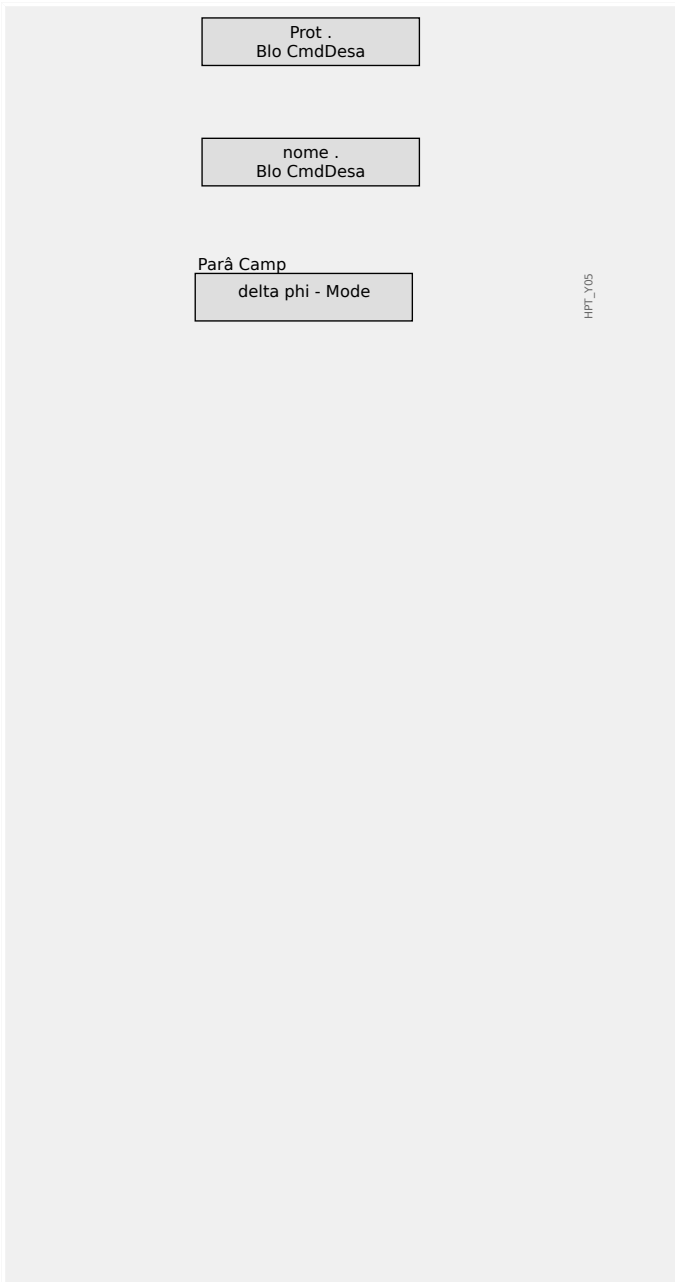 Prot .
Blo CmdDesa
nome .
Blo CmdDesa
Parâ Camp
delta phi - Mode
HPT_Y05